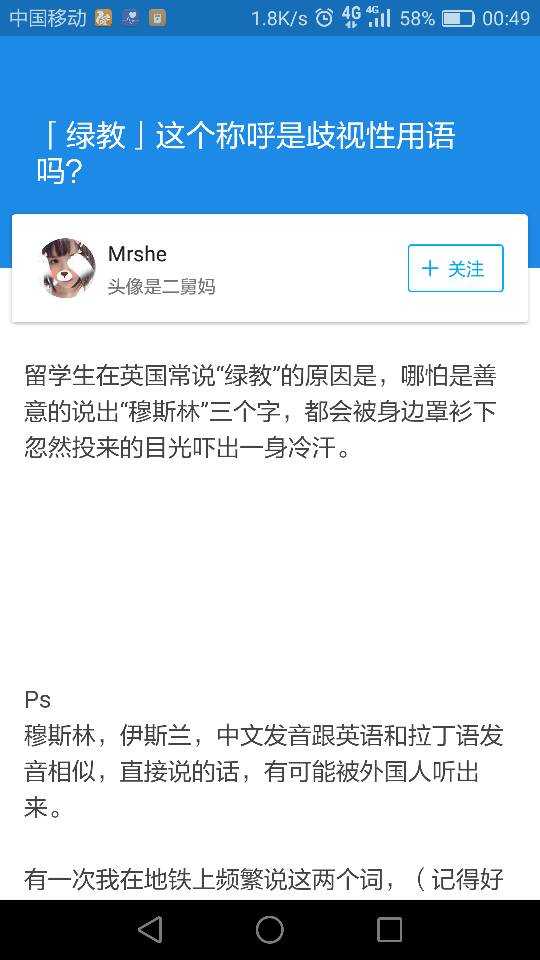 中国移动 1.8K/s 4G 4G 58% 00:49
「绿教」这个称呼是歧视性用语
吗？
Mrshe
头像是二舅妈
+ 关注
留学生在英国常说“绿教”的原因是，哪怕是善
意的说出“穆斯林”三个字，都会被身边罩衫下
忽然投来的目光吓出一身冷汗。
Ps
穆斯林，伊斯兰，中文发音跟英语和拉丁语发
音相似，直接说的话，有可能被外国人听出
来。
有一次我在地铁上频繁说这两个词，（记得好